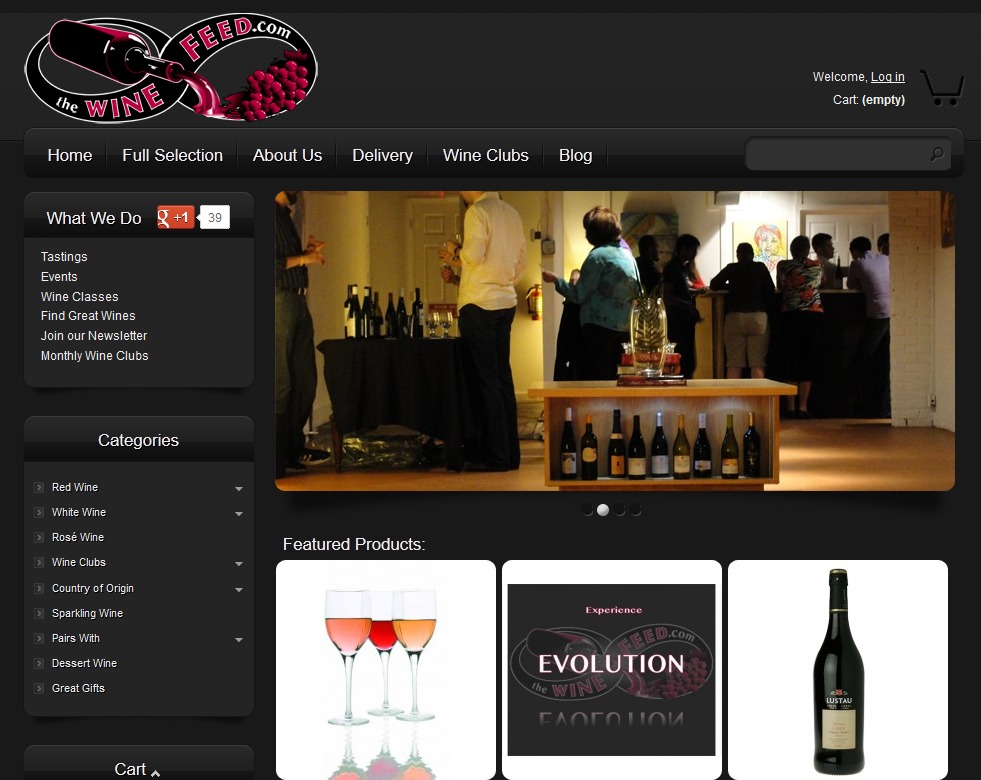 the WINE FEED.com
Welcome, Log in
Cart: (empty)
Home Full Selection About Us Delivery Wine Clubs Blog
What We Do g +1 39
Tastings
Events
Wine Classes
Find Great Wines
Join our Newsletter
Monthly Wine Clubs
Categories
Red Wine
White Wine
Rosé Wine
Wine Clubs
Country of Origin
Sparkling Wine
Pairs With
Dessert Wine
Great Gifts
Cart
Featured Products:
Experience
EVOLUTION
the WINE FEED.com
LUSTAU